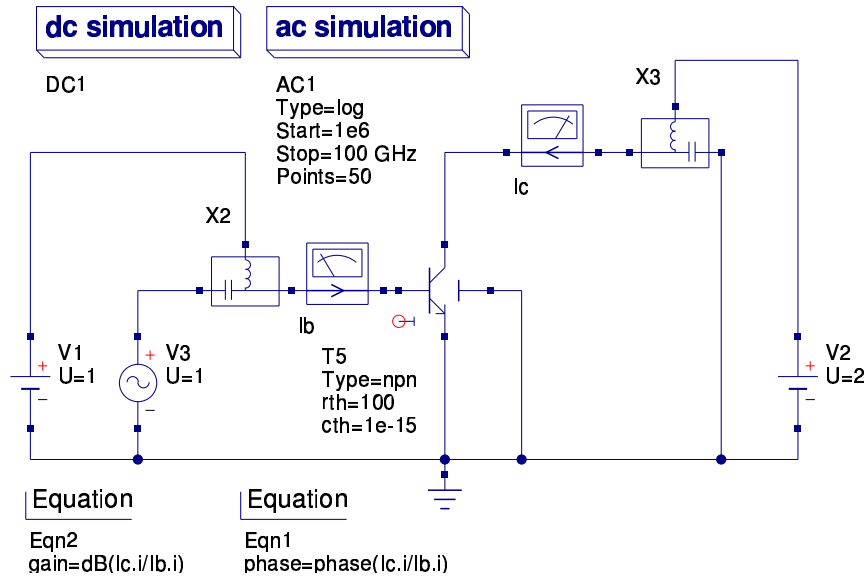 dc simulation
ac simulation
DC1
AC1
Type=log
Start=1e6
Stop=100 GHz
Points=50
X3
Ic
X2
Ib
V1
U=1
V3
U=1
T5
Type=npn
rth=100
cth=1e-15
V2
U=2
Equation
Eqn2
gain=dB(Ic.i/Ib.i)
Equation
Eqn1
phase=phase(Ic.i/Ib.i)